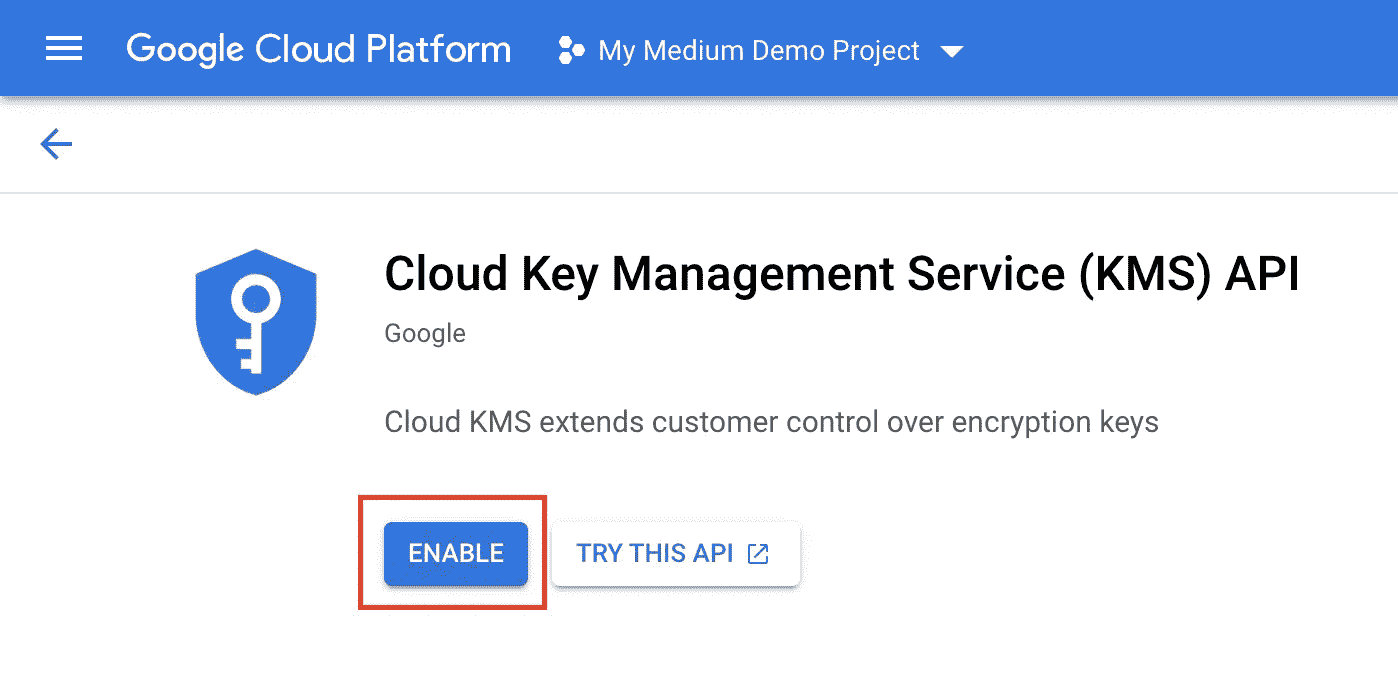 Google Cloud Platform My Medium Demo Project
Cloud Key Management Service (KMS) API
Google
Cloud KMS extends customer control over encryption keys
ENABLE TRY THIS API